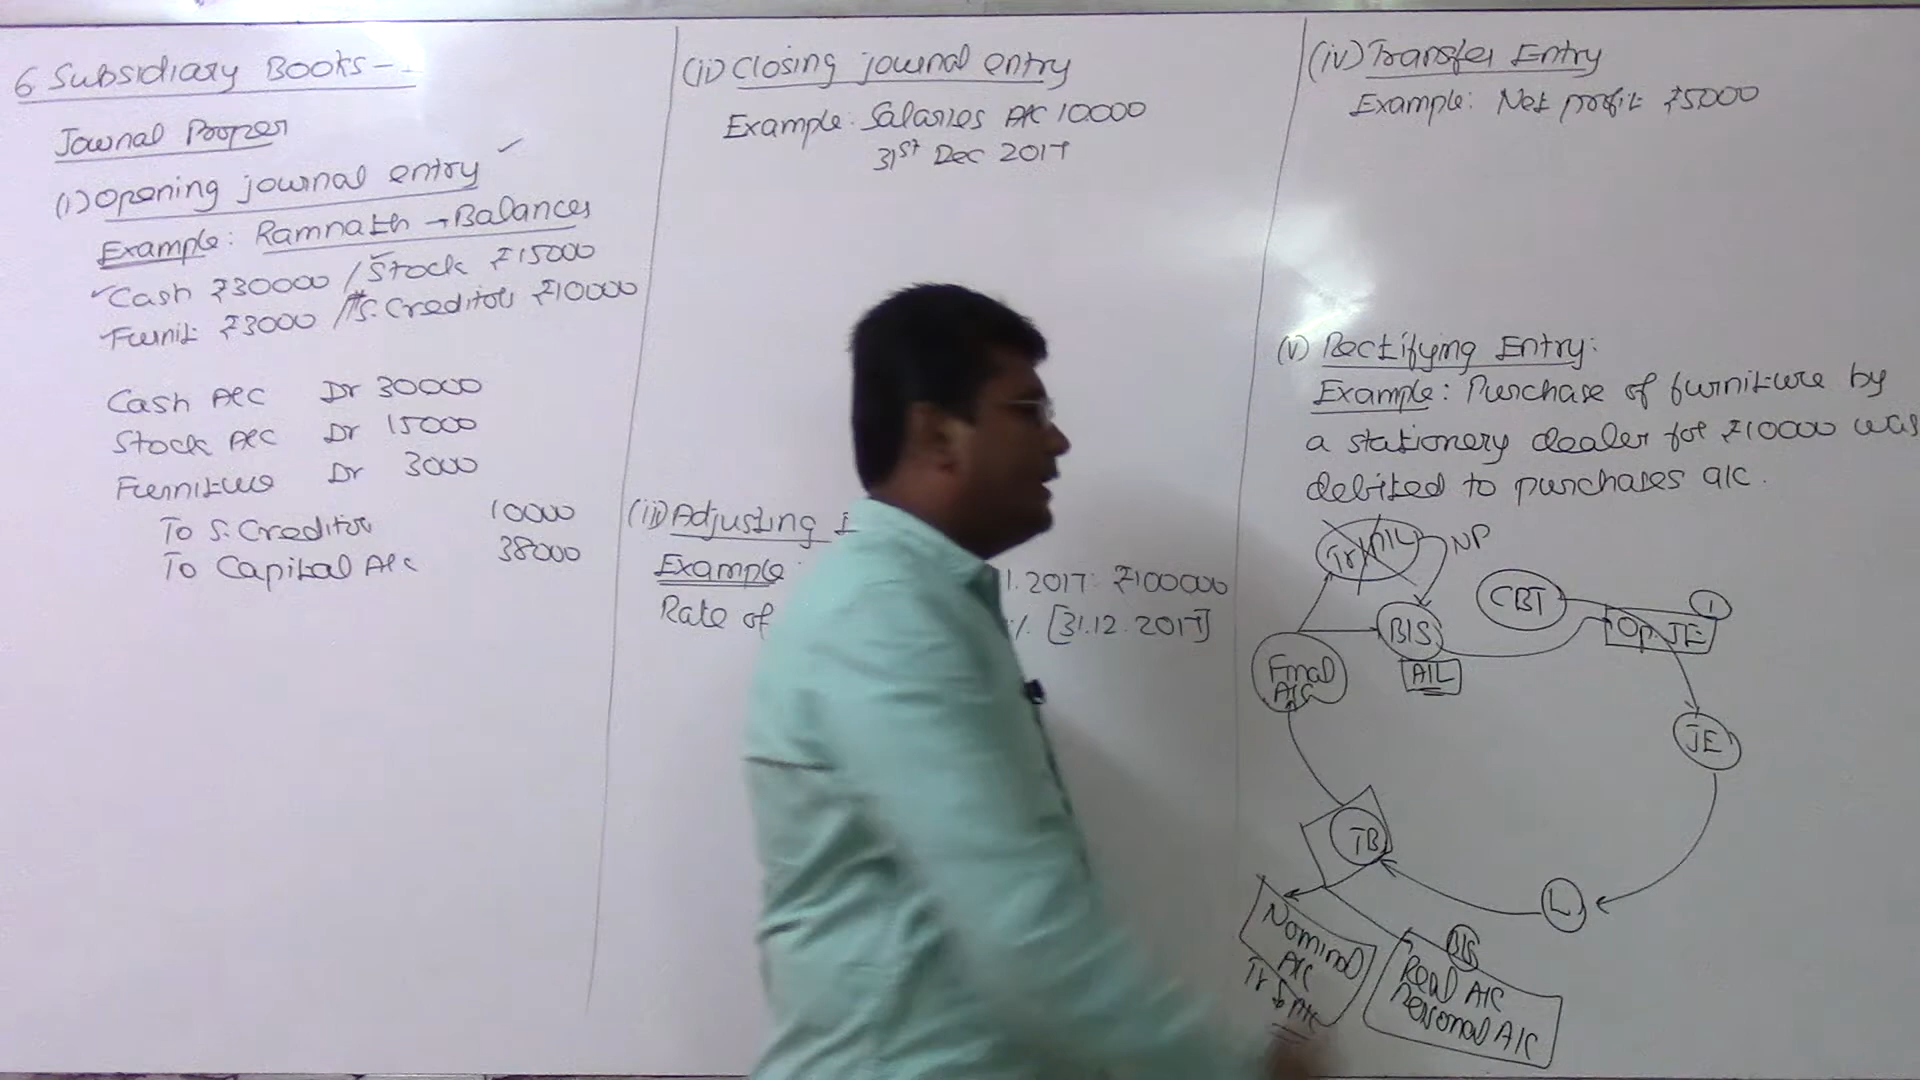 6 Subsidiary Books -
Journal Proper
(i) Opening journal entry
Example: Ramnath → Balances
Cash ₹30000 / Stock ₹15000
Furnit: ₹3000 / S. Creditors ₹10000
Cash A/c Dr 30000
Stock A/c Dr 15000
Furniture Dr 3000
To S. Creditor 10000
To Capital A/c 38000
(ii) Closing journal entry
Example: Salaries A/c 10000
31st Dec 2017
(iii) Adjusting
Example
1.2017: ₹100000
Rate of
% [31.12.2017]
(iv) Transfer Entry
Example: Net profit ₹5000
(v) Rectifying Entry:
Example: Purchase of furniture by
a stationery dealer for ₹10000 was
debited to purchases a/c.
NP
CBT
1
B/S
Op. JE
Final
A/C
A/L
JE
TB
L
Nominal
A/C
B/S
Real A/C
Personal A/C